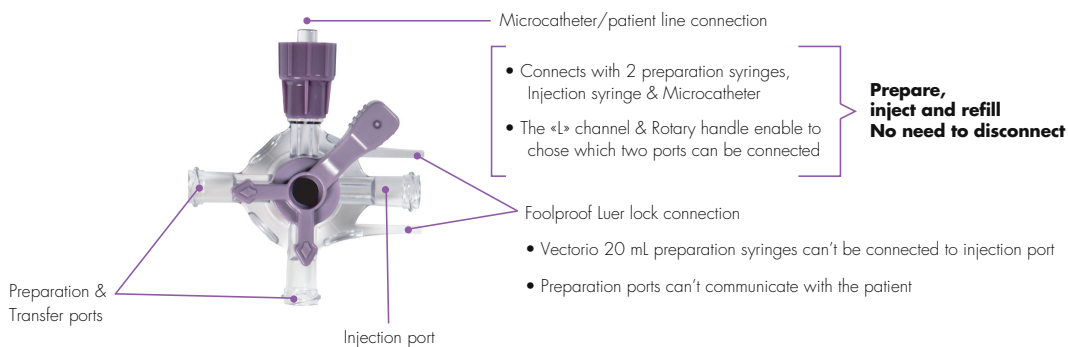 Microcatheter/patient line connection
• Connects with 2 preparation syringes,
Injection syringe & Microcatheter
• The «L» channel & Rotary handle enable to
chose which two ports can be connected
Prepare,
inject and refill
No need to disconnect
Foolproof Luer lock connection
• Vectorio 20 mL preparation syringes can’t be connected to injection port
• Preparation ports can’t communicate with the patient
Preparation &
Transfer ports
Injection port